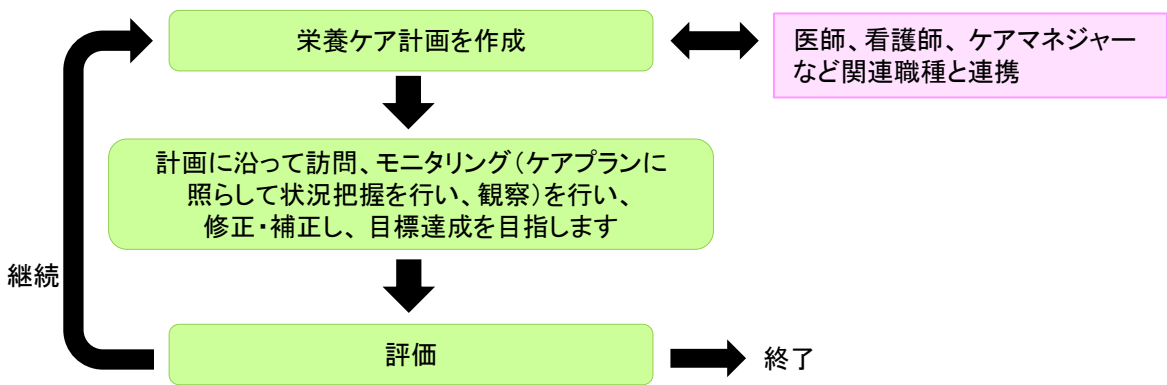 栄養ケア計画を作成
医師、看護師、ケアマネジャー
など関連職種と連携
計画に沿って訪問、モニタリング(ケアプランに
照らして状況把握を行い、観察)を行い、
修正・補正し、目標達成を目指します
継続
評価
終了